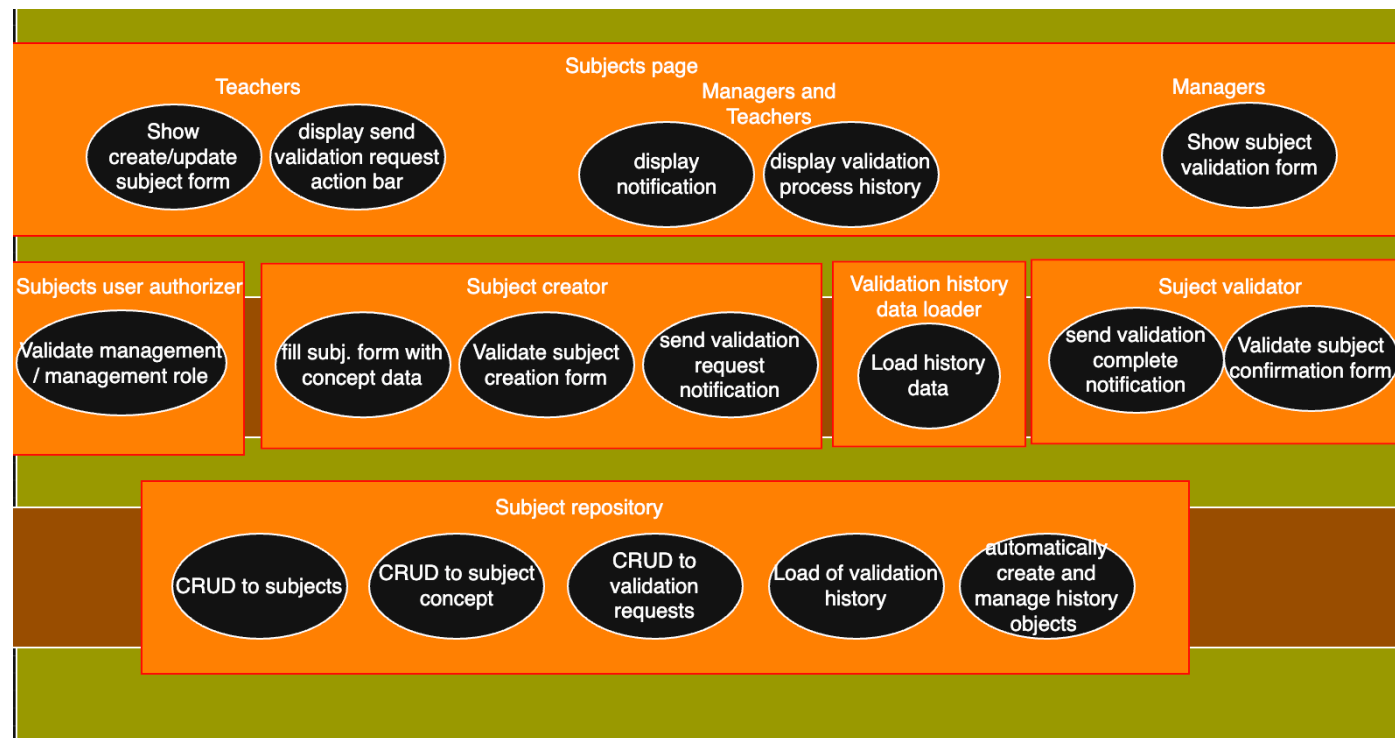 Subjects page
Teachers
Show
create/update
subject form
display send
validation request
action bar
Managers and
Teachers
display
notification
display validation
process history
Managers
Show subject
validation form
Subjects user authorizer
Validate management
/ management role
Subject creator
fill subj. form with
concept data
Validate subject
creation form
send validation
request
notification
Validation history
data loader
Load history
data
Suject validator
send validation
complete
notification
Validate subject
confirmation form
Subject repository
CRUD to subjects
CRUD to subject
concept
CRUD to
validation
requests
Load of validation
history
automatically
create and
manage history
objects